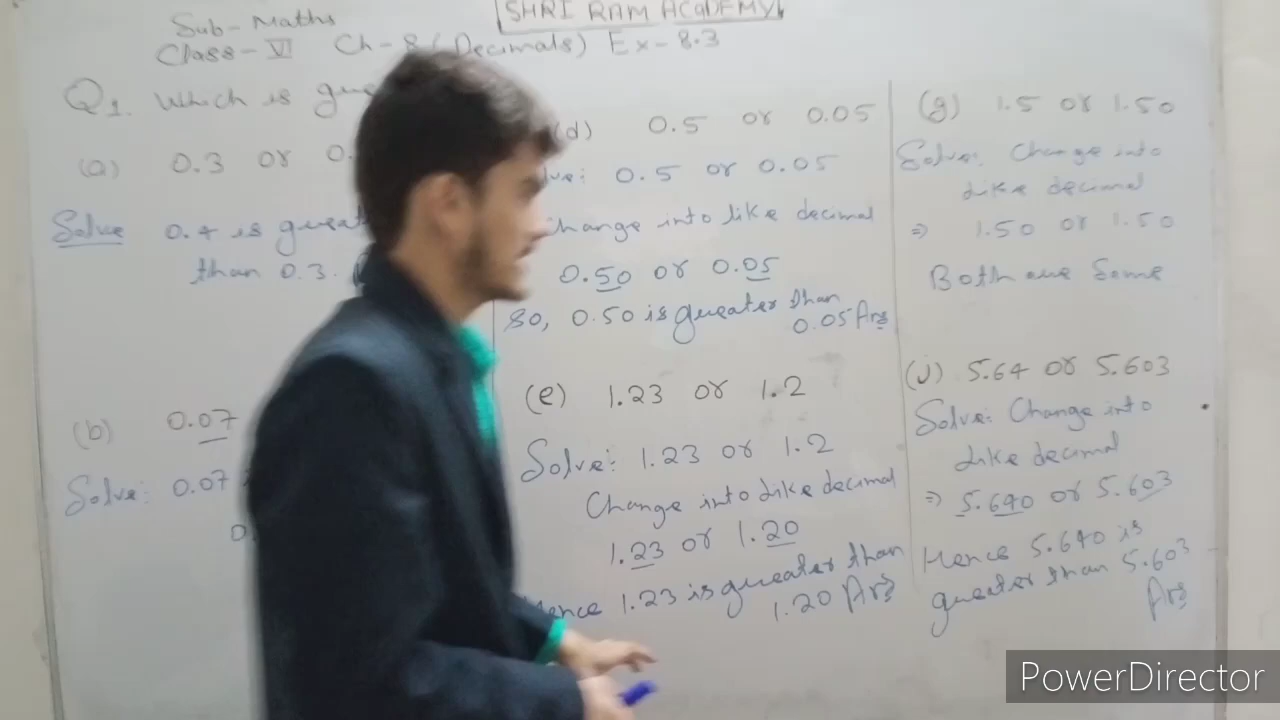 SHRI RAM ACADEMY
Sub- Maths
Class- VI Ch-8 (Decimals) Ex-8.3
Q1. Which is
(a) 0.3 or 0.
Solve 0.4 is
than 0.3.
(b) 0.07
Solve: 0.07
(d) 0.5 or 0.05
0.5 or 0.05
Change into like decimal
0.50 or 0.05
So, 0.50 is greater than
0.05 Ans
(e) 1.23 or 1.2
Solve: 1.23 or 1.2
Change into Like decimal
1.23 or 1.20
Hence 1.23 is greater than
1.20 Ans
(g) 1.5 or 1.50
Solve: Change into
Like decimal
⇒ 1.50 or 1.50
Both are Same
(j) 5.64 or 5.603
Solve: Change into
Like decimal
⇒ 5.640 or 5.603
Hence 5.640 is
greater than 5.603
Ans
PowerDirector